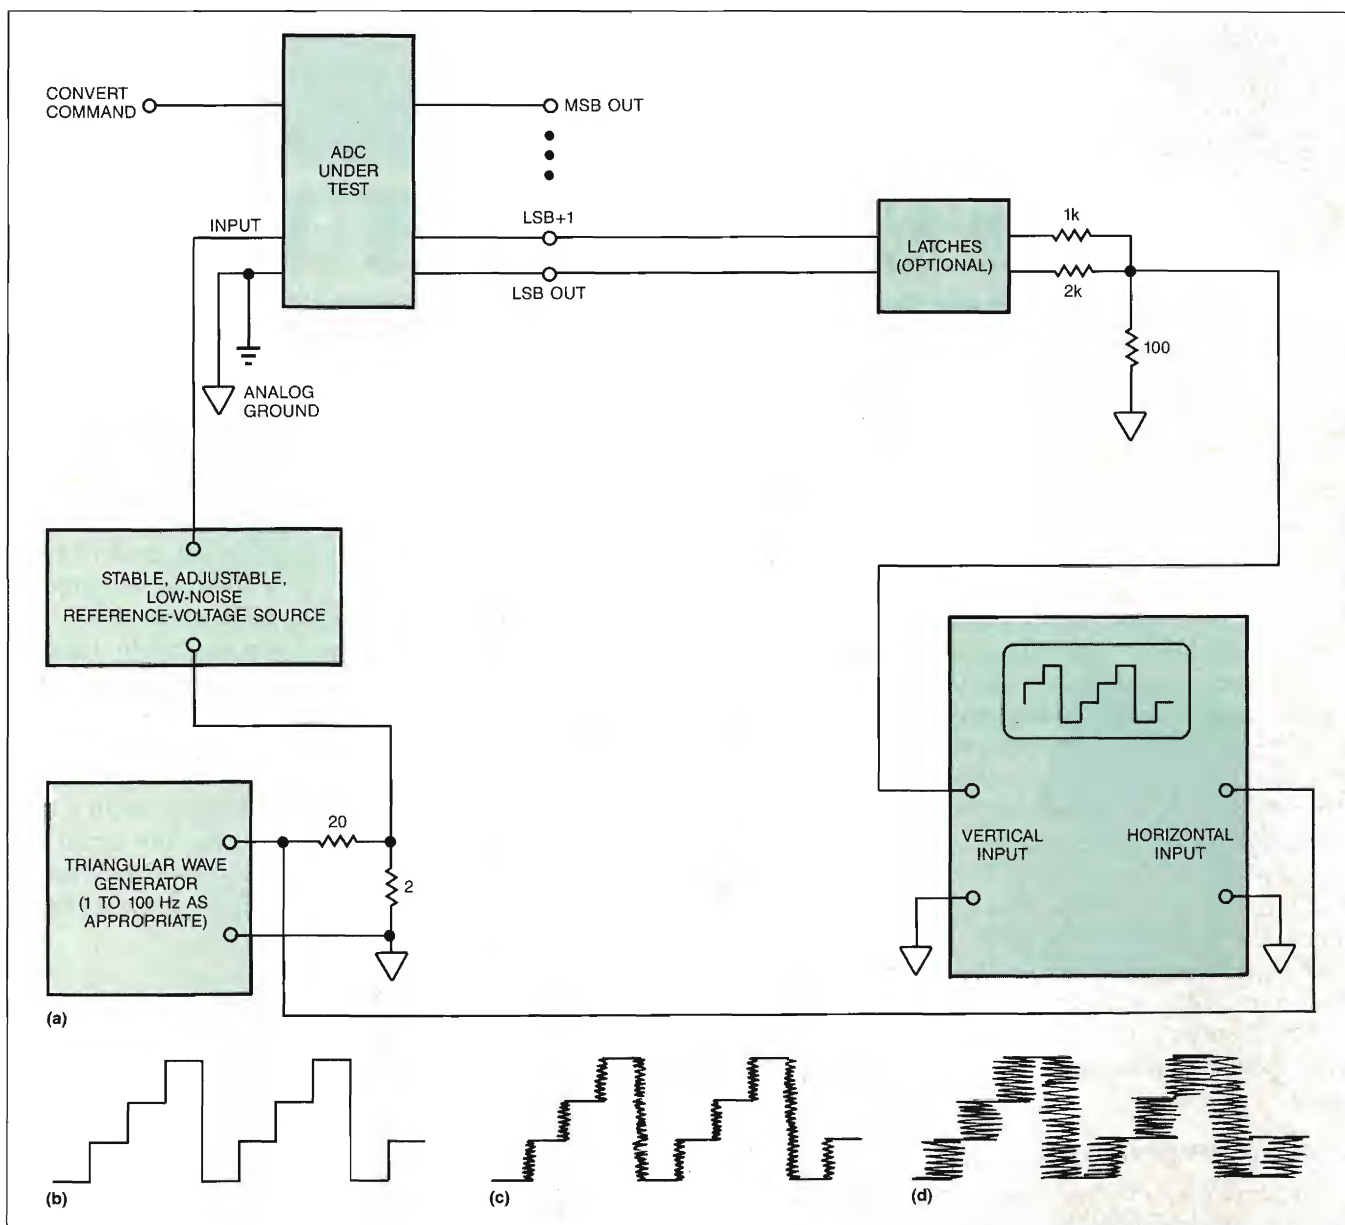 CONVERT
COMMAND
ADC
UNDER
TEST
MSB OUT
INPUT
LSB+1
LSB OUT
LATCHES
(OPTIONAL)
1k
2k
100
ANALOG
GROUND
STABLE, ADJUSTABLE,
LOW-NOISE
REFERENCE-VOLTAGE SOURCE
TRIANGULAR WAVE
GENERATOR
(1 TO 100 Hz AS
APPROPRIATE)
20
2
VERTICAL
INPUT
HORIZONTAL
INPUT
(a)
(b)
(c)
(d)